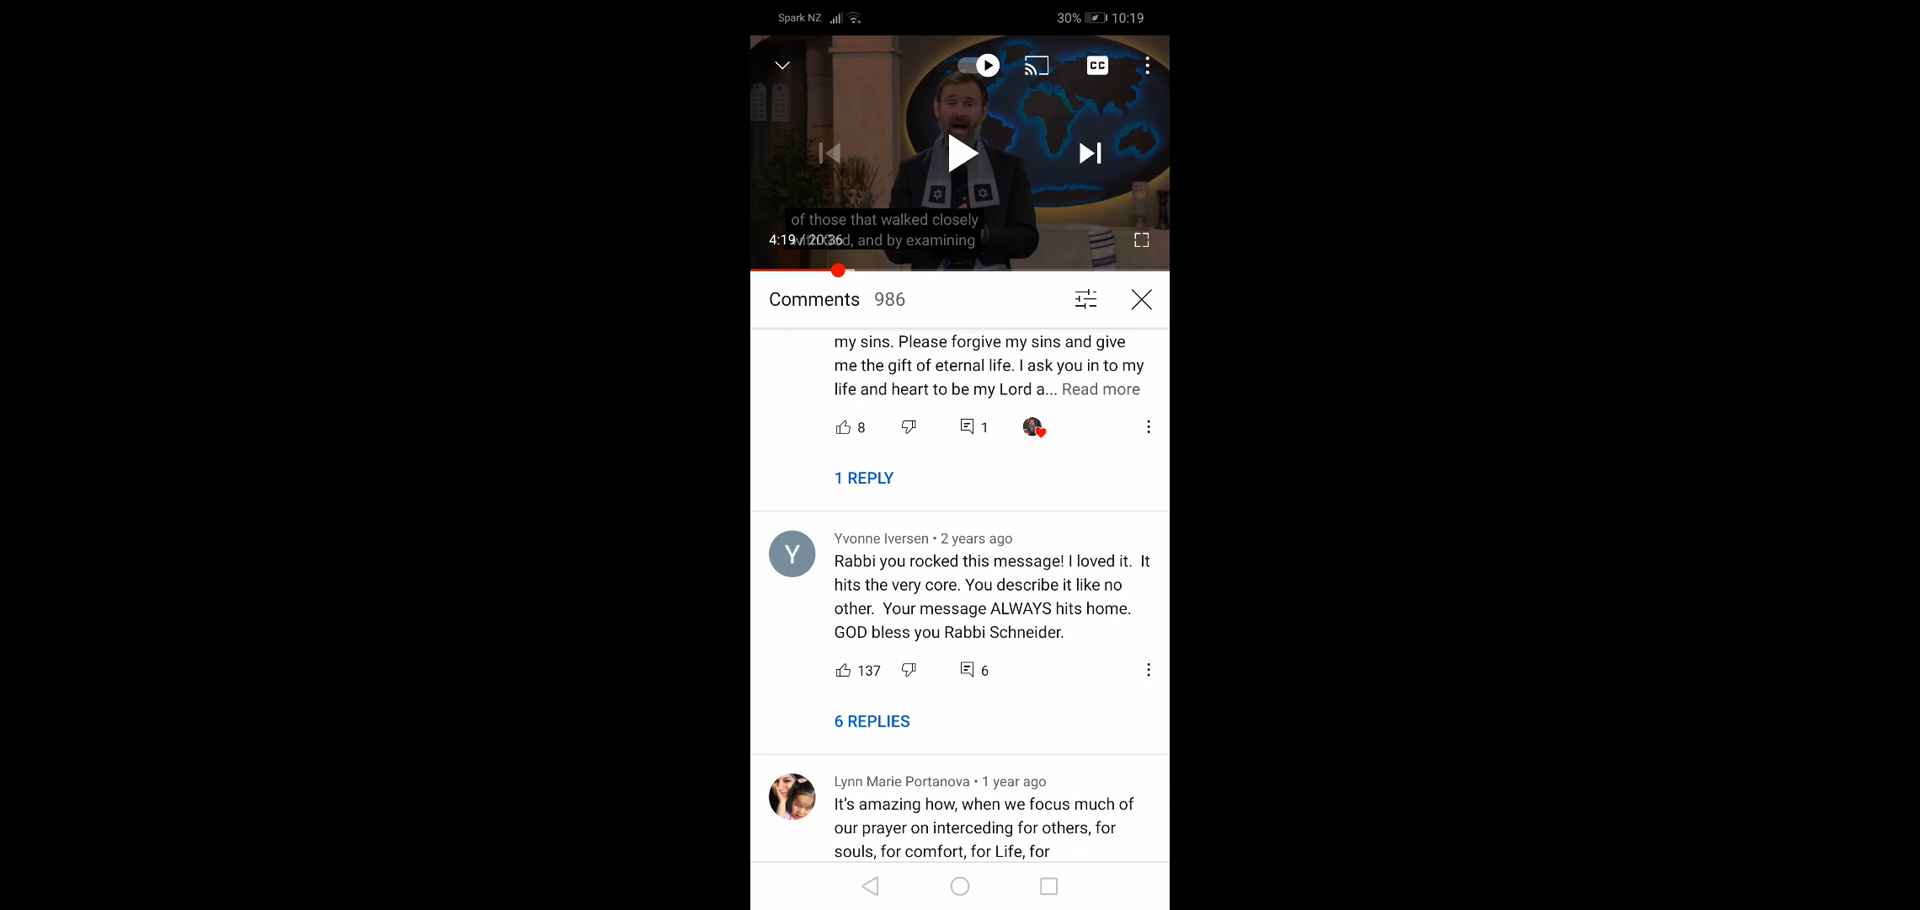 Spark NZ
30% 10:19
CC
of those that walked closely
with God, and by examining
4:19 / 20:36
Comments 986
my sins. Please forgive my sins and give
me the gift of eternal life. I ask you in to my
life and heart to be my Lord a... Read more
8 1
1 REPLY
Y
Yvonne Iversen • 2 years ago
Rabbi you rocked this message! I loved it. It
hits the very core. You describe it like no
other. Your message ALWAYS hits home.
GOD bless you Rabbi Schneider.
137 6
6 REPLIES
Lynn Marie Portanova • 1 year ago
It's amazing how, when we focus much of
our prayer on interceding for others, for
souls, for comfort, for Life, for